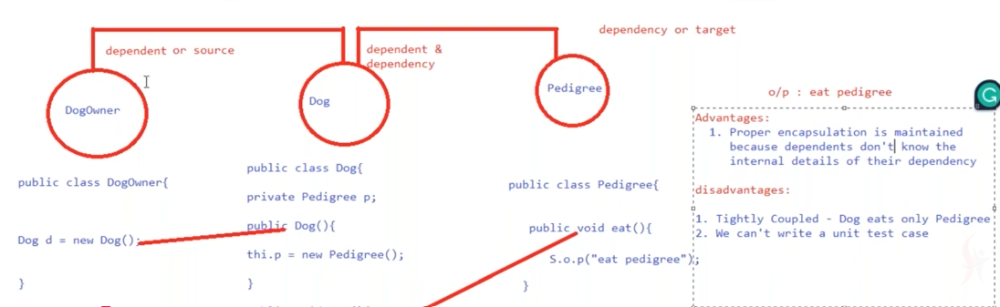 dependency or target
dependent or source
dependent &
dependency
DogOwner
Dog
Pedigree
o/p : eat pedigree
Advantages:
1. Proper encapsulation is maintained
because dependents don't know the
internal details of their dependency
disadvantages:
1. Tightly Coupled - Dog eats only Pedigree
2. We can't write a unit test case
public class DogOwner{
Dog d = new Dog();
}
public class Dog{
private Pedigree p;
public Dog(){
thi.p = new Pedigree();
}
public class Pedigree{
public void eat(){
S.o.p("eat pedigree");
}